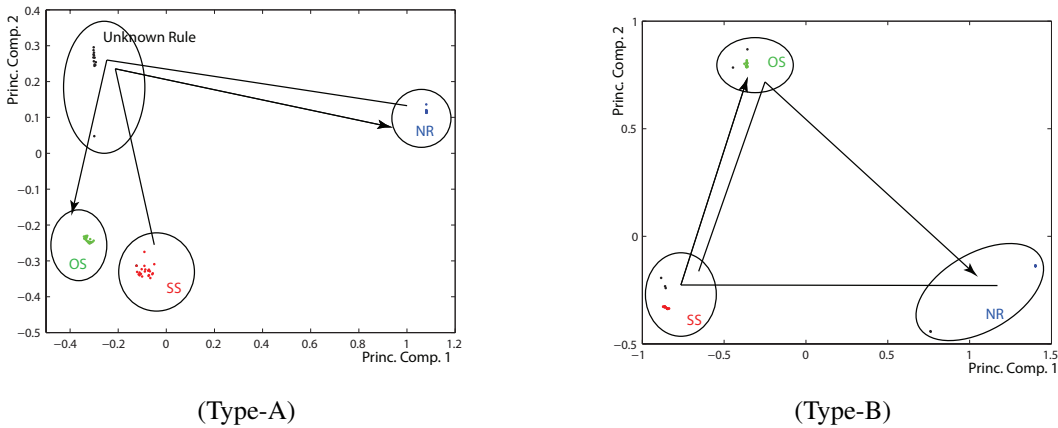 0.4
0.3
0.2
0.1
0
−0.1
−0.2
−0.3
−0.4
−0.5
Princ. Comp. 2
Unknown Rule
NR
OS
SS
−0.4
−0.2
0
0.2
0.4
0.6
0.8
1
1.2
Princ. Comp. 1
(Type-A)
1
0.5
0
−0.5
Princ. Comp. 2
OS
SS
NR
−1
−0.5
0
0.5
1
1.5
Princ. Comp. 1
(Type-B)